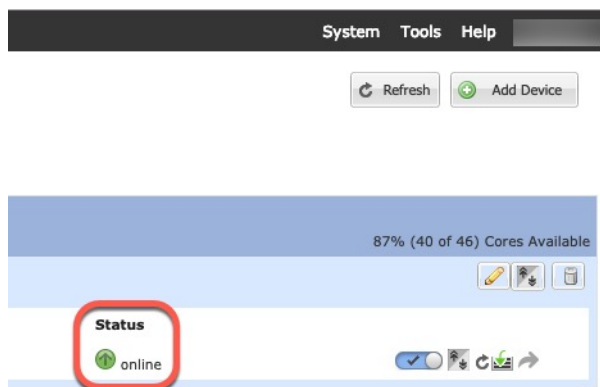 System Tools Help
Refresh Add Device
87% (40 of 46) Cores Available
Status
online